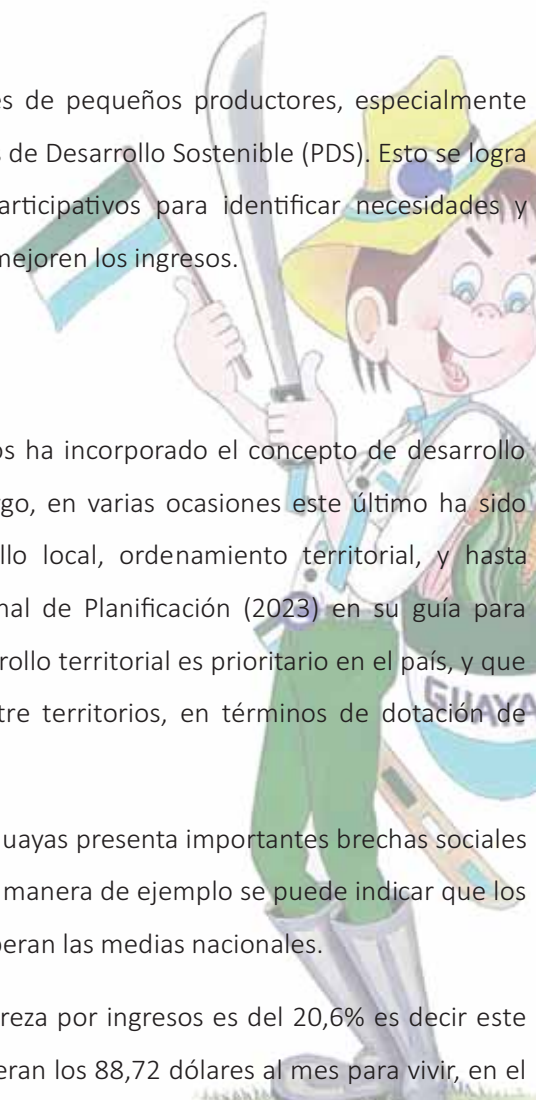 es de pequeños productores, especialmente
s de Desarrollo Sostenible (PDS). Esto se logra
articipativos para identificar necesidades y
mejoren los ingresos.
os ha incorporado el concepto de desarrollo
rgo, en varias ocasiones este último ha sido
llo local, ordenamiento territorial, y hasta
nal de Planificación (2023) en su guía para
rollo territorial es prioritario en el país, y que
tre territorios, en términos de dotación de
GUAYA
uayas presenta importantes brechas sociales
manera de ejemplo se puede indicar que los
peran las medias nacionales.
reza por ingresos es del 20,6% es decir este
eran los 88,72 dólares al mes para vivir, en el